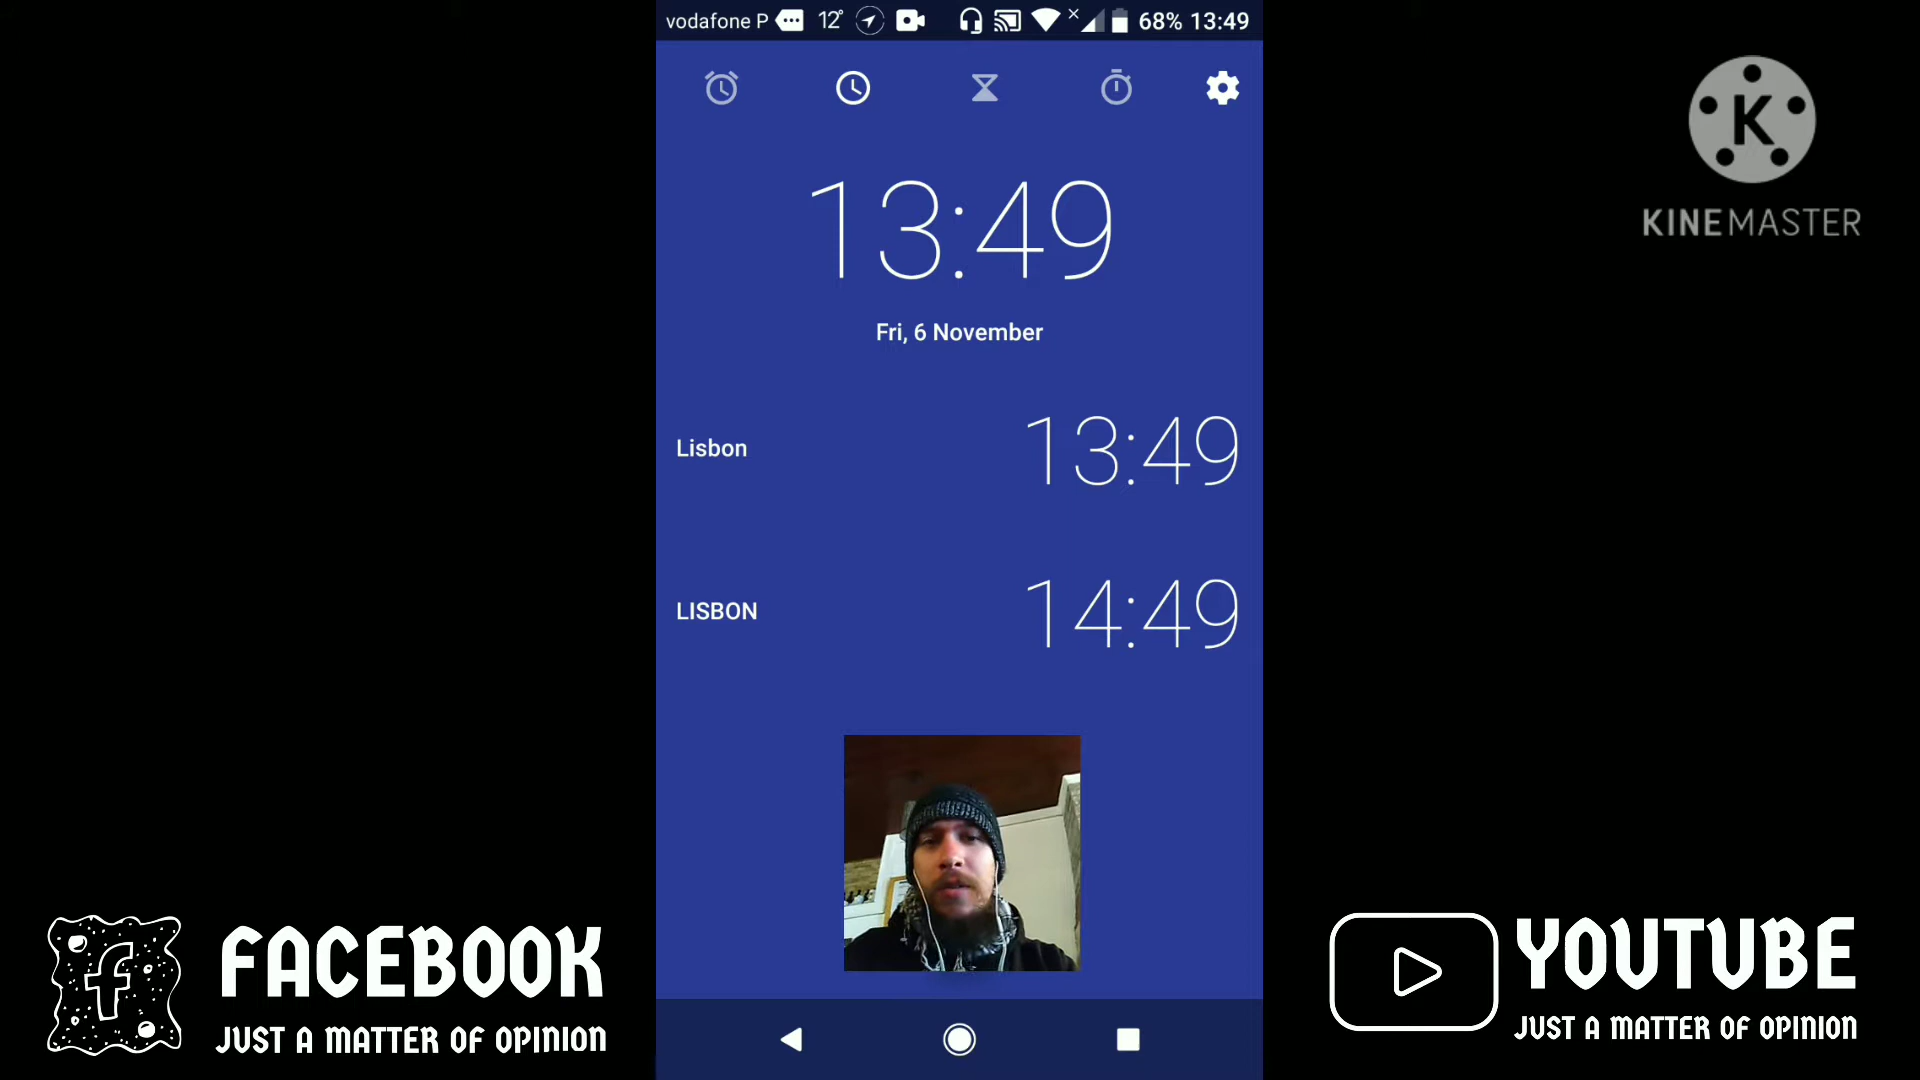 vodafone P 12° 68% 13:49
13:49
Fri, 6 November
Lisbon 13:49
LISBON 14:49
K
KINEMASTER
f FACEBOOK
JUST A MATTER OF OPINION
YOUTUBE
JUST A MATTER OF OPINION